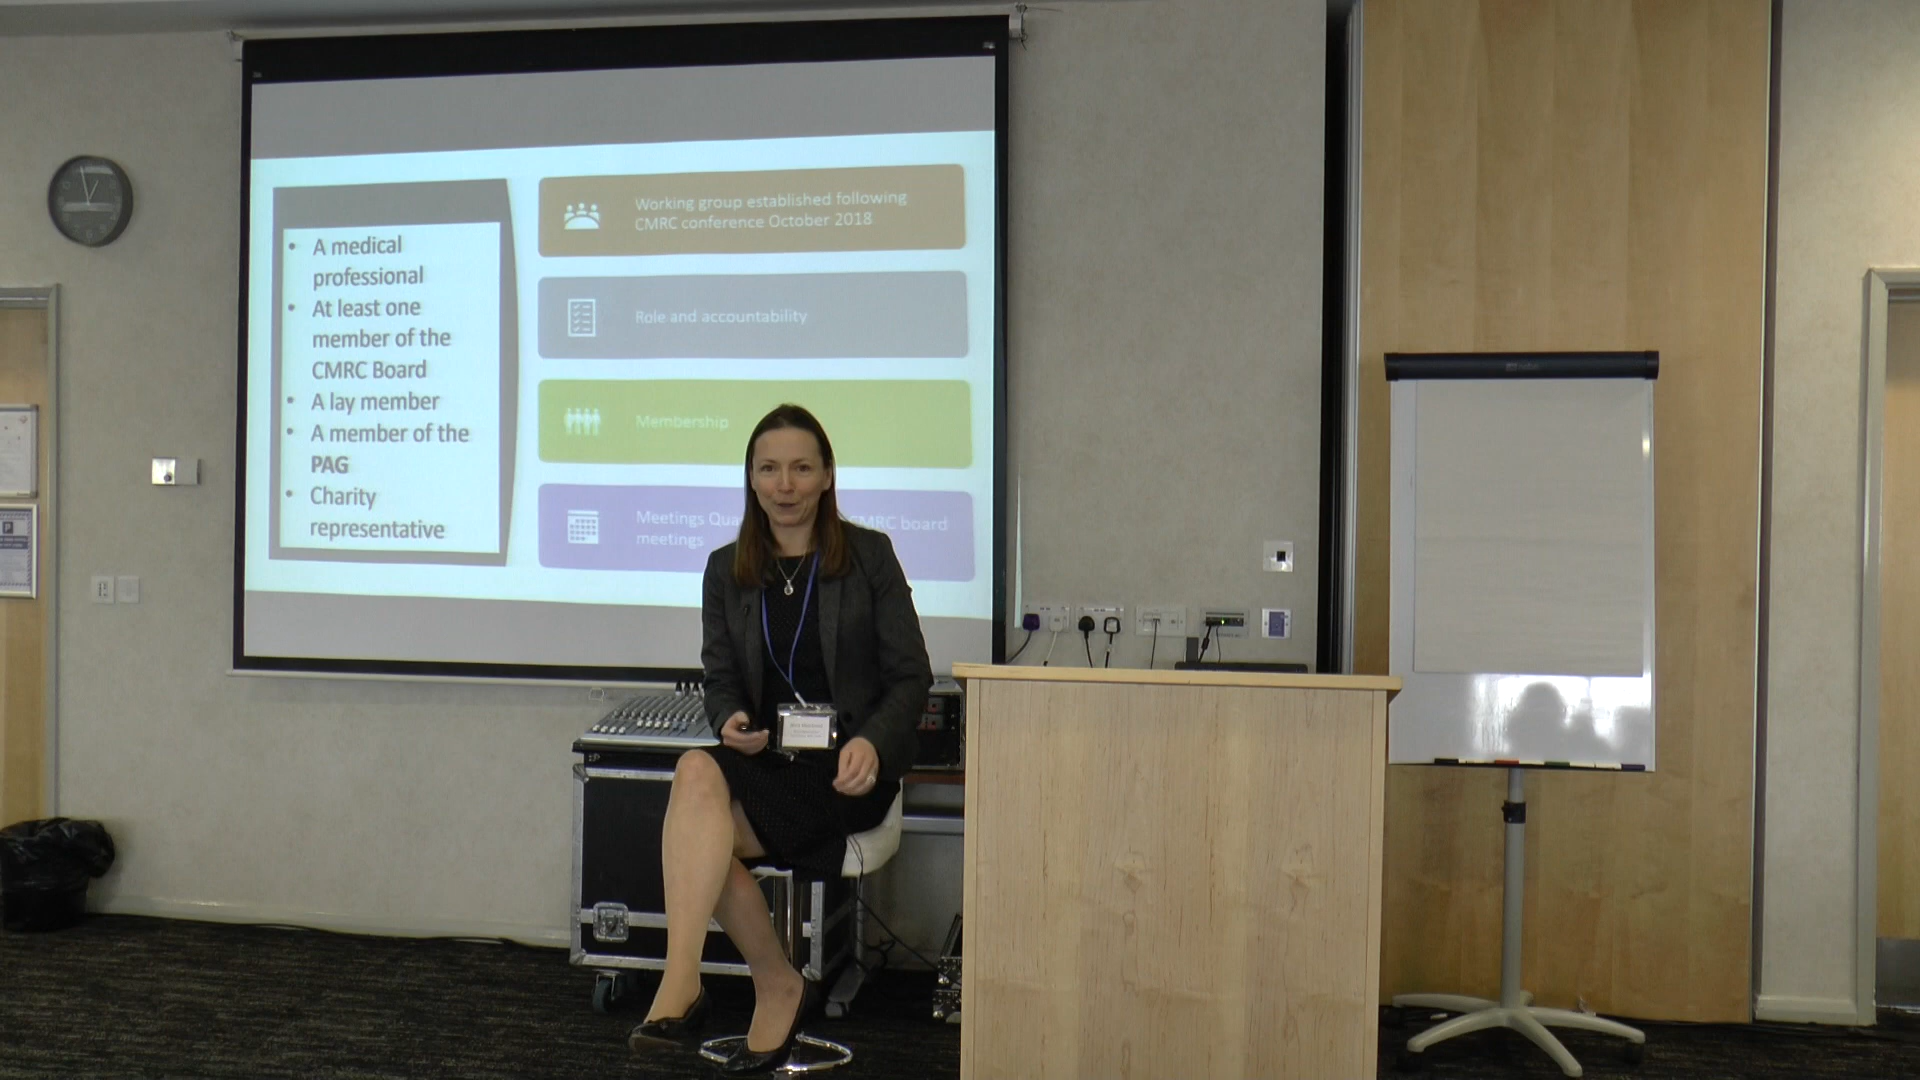 • A medical
professional
• At least one
member of the
CMRC Board
• A lay member
• A member of the
PAG
• Charity
representative
Working group established following
CMRC conference October 2018
Role and accountability
Membership
Meetings Qua
CMRC board
meetings